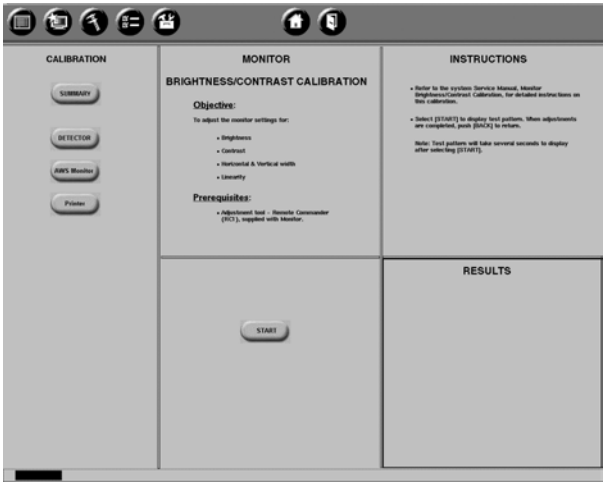 CALIBRATION
SUMMARY
DETECTOR
AWS Monitor
Printer
MONITOR
BRIGHTNESS/CONTRAST CALIBRATION
Objective:
To adjust the monitor settings for:
• Brightness
• Contrast
• Horizontal & Vertical width
• Linearity
Prerequisites:
• Adjustment tool - Remote Commander
(RCT), supplied with Monitor.
START
INSTRUCTIONS
• Refer to the system Service Manual, Monitor
Brightness/Contrast Calibration, for detailed instructions on
this calibration.
• Select [START] to display test pattern. When adjustments
are completed, push [BACK] to return.
Note: Test pattern will take several seconds to display
after selecting [START].
RESULTS